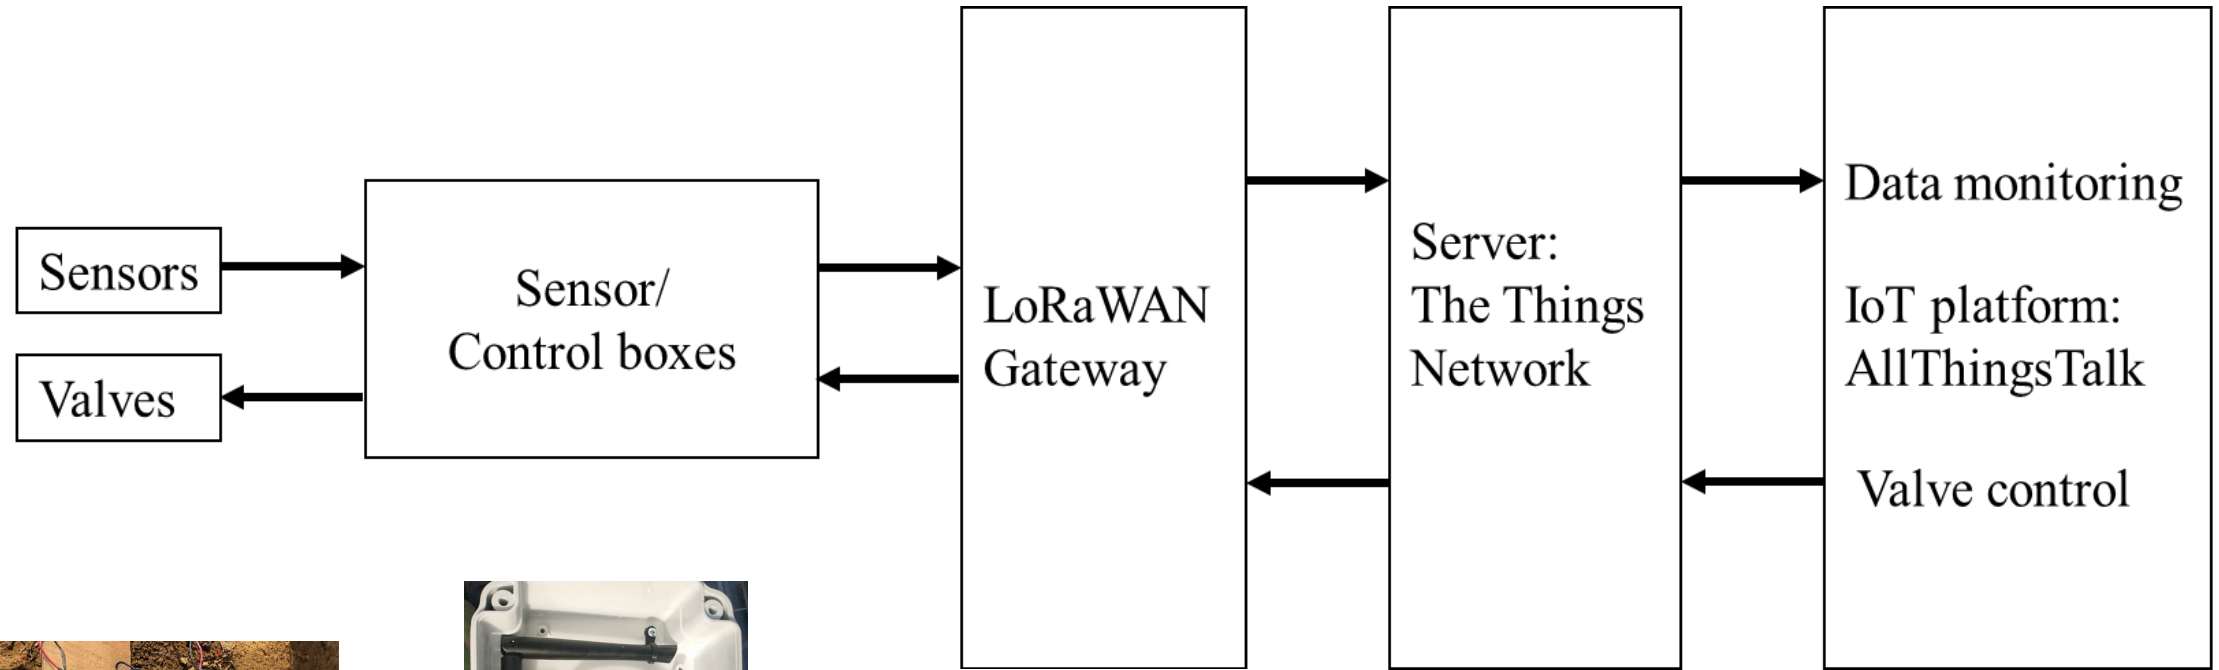 Sensors
Valves
Sensor/
Control boxes
LoRaWAN
Gateway
Server:
The Things
Network
Data monitoring
IoT platform:
AllThingsTalk
Valve control